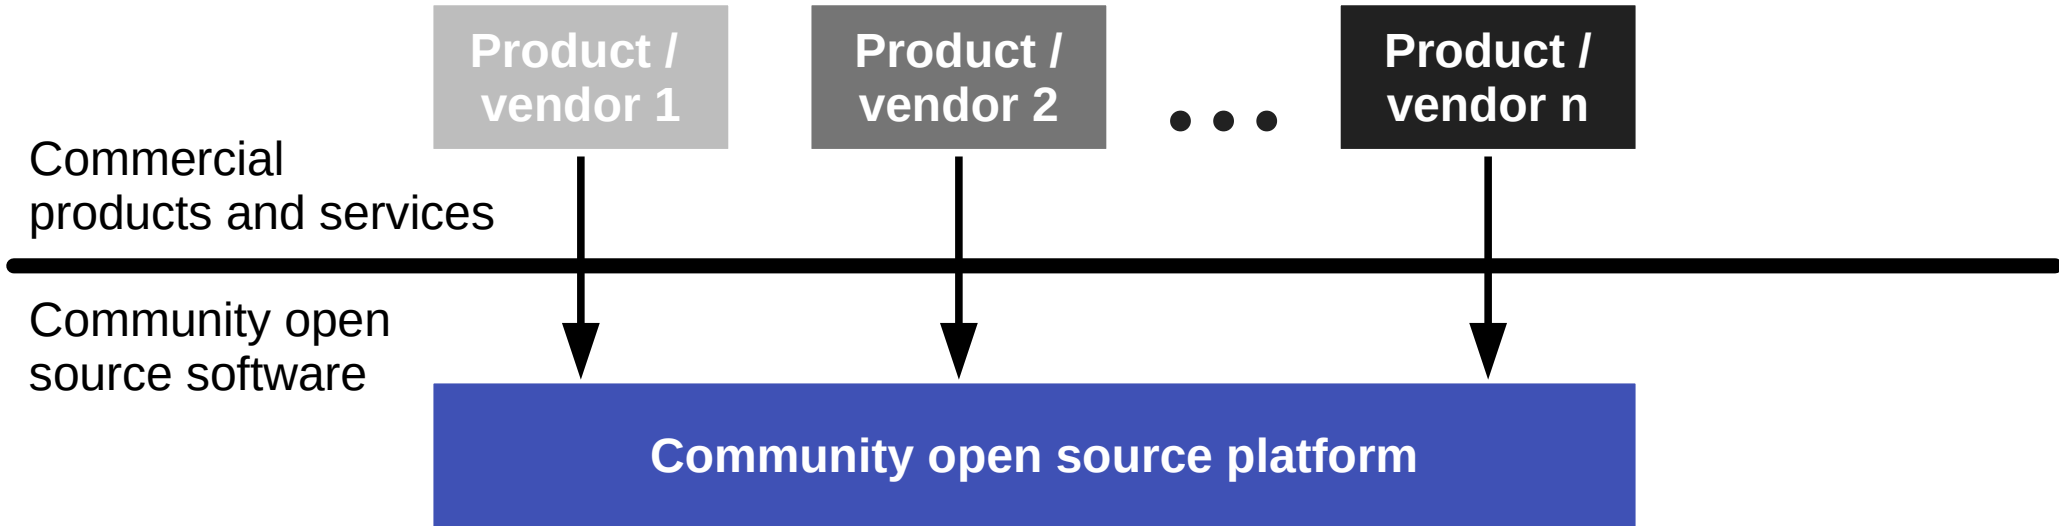 Product /
vendor 1
Product /
vendor 2
Product /
vendor n
Commercial
products and services
Community open
source software
Community open source platform